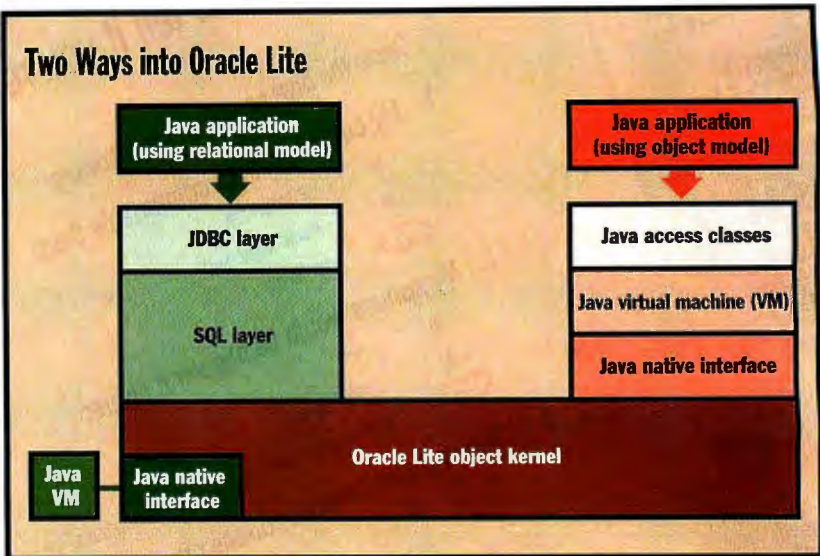 Two Ways into Oracle Lite
Java application
(using relational model)
JDBC layer
SQL layer
Java application
(using object model)
Java access classes
Java virtual machine (VM)
Java native interface
Oracle Lite object kernel
Java
VM
Java native
interface